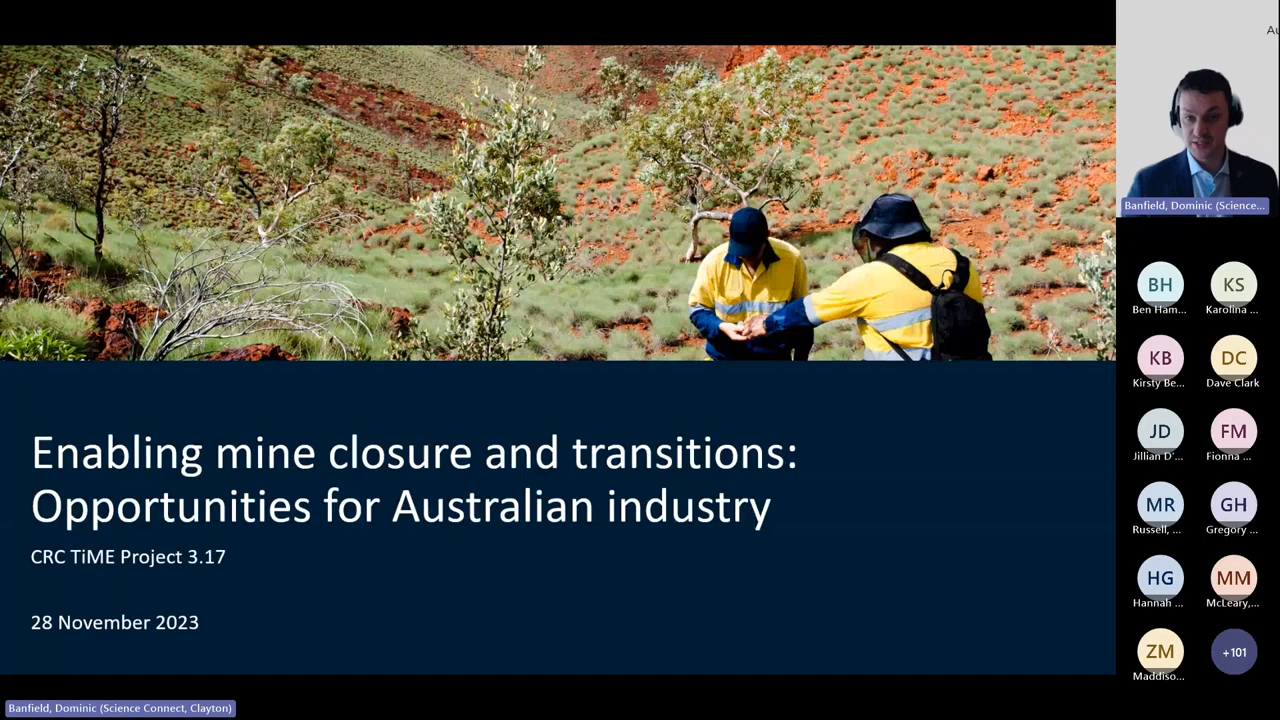 Enabling mine closure and transitions:
Opportunities for Australian industry
CRC TiME Project 3.17
28 November 2023
Banfield, Dominic (Science Connect, Clayton)
Au
Banfield, Dominic (Science...
BH
Ben Ham...
KS
Karolina ...
KB
Kirsty Be...
DC
Dave Clark
JD
Jillian D'...
FM
Fionna ...
MR
Russell, ...
GH
Gregory ...
HG
Hannah ...
MM
McLeary,...
ZM
Maddiso...
+101